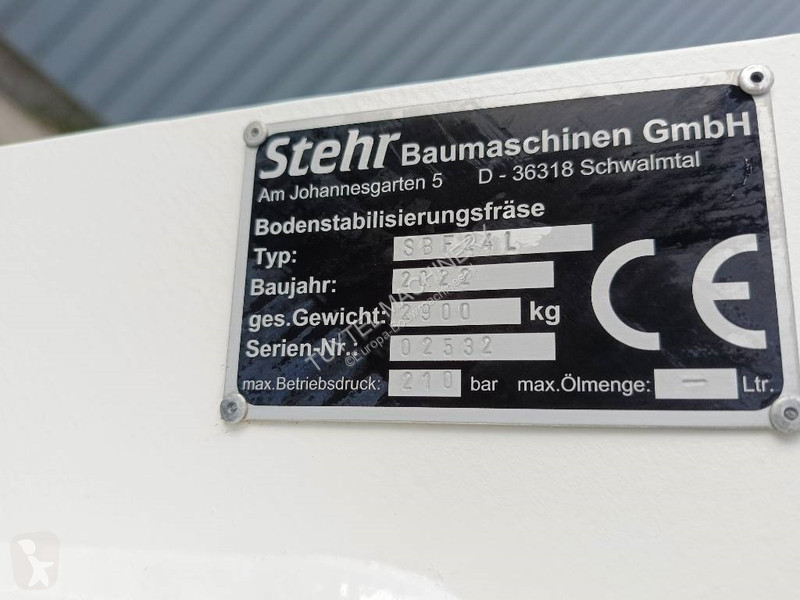 Stehr Baumaschinen GmbH
Am Johannesgarten 5 D - 36318 Schwalmtal
Bodenstabilisierungsfräse
Typ: SBF24L
Baujahr: 2022
ges.Gewicht: 2900 kg
Serien-Nr.: 02532
max.Betriebsdruck: 210 bar max.Ölmenge: - Ltr.
CE